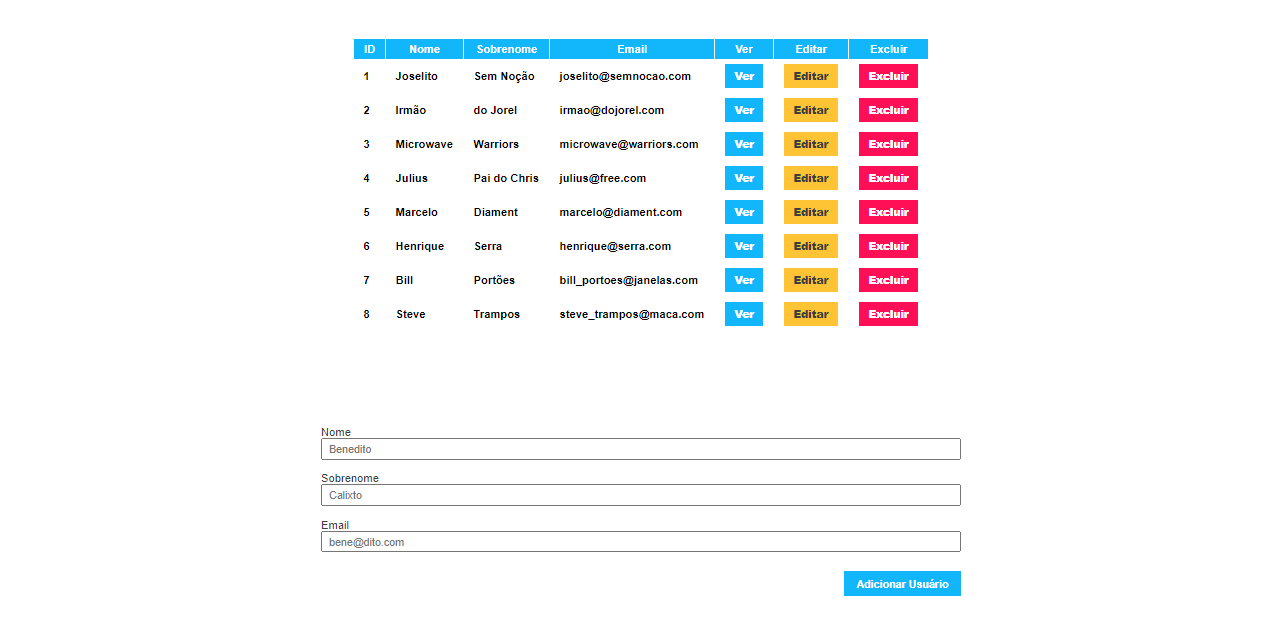 ID Nome Sobrenome Email Ver Editar Excluir
1 Joselito Sem Noção joselito@semnocao.com Ver Editar Excluir
2 Irmão do Jorel irmao@dojorel.com Ver Editar Excluir
3 Microwave Warriors microwave@warriors.com Ver Editar Excluir
4 Julius Pai do Chris julius@free.com Ver Editar Excluir
5 Marcelo Diament marcelo@diament.com Ver Editar Excluir
6 Henrique Serra henrique@serra.com Ver Editar Excluir
7 Bill Portões bill_portoes@janelas.com Ver Editar Excluir
8 Steve Trampos steve_trampos@maca.com Ver Editar Excluir
Nome
Benedito
Sobrenome
Calixto
Email
bene@dito.com
Adicionar Usuário